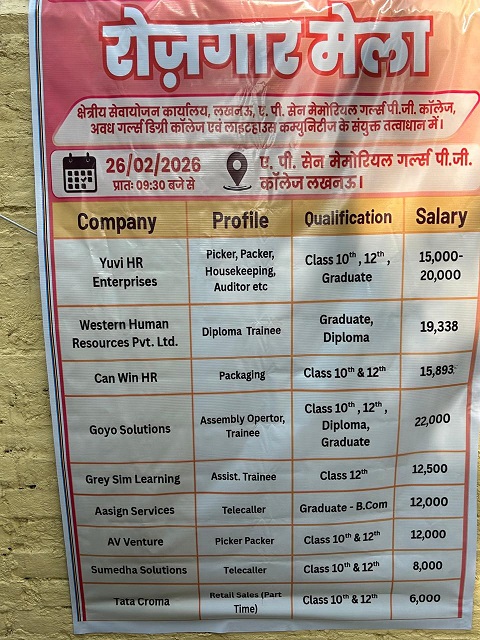 रोज़गार मेला
क्षेत्रीय सेवायोजन कार्यालय, लखनऊ, ए. पी. सेन मेमोरियल गर्ल्स पी.जी. कॉलेज,
अवध गर्ल्स डिग्री कॉलेज एवं लाइटहाउस कम्युनिटीज के संयुक्त तत्वाधान में।
26/02/2026
प्रातः 09:30 बजे से
ए. पी. सेन मेमोरियल गर्ल्स पी.जी.
कॉलेज लखनऊ।
Company Profile Qualification Salary
Yuvi HR Enterprises Picker, Packer, Housekeeping, Auditor etc Class 10th, 12th, Graduate 15,000-20,000
Western Human Resources Pvt. Ltd. Diploma Trainee Graduate, Diploma 19,338
Can Win HR Packaging Class 10th & 12th 15,893
Goyo Solutions Assembly Opertor, Trainee Class 10th, 12th, Diploma, Graduate 22,000
Grey Sim Learning Assist. Trainee Class 12th 12,500
Aasign Services Telecaller Graduate - B.Com 12,000
AV Venture Picker Packer Class 10th & 12th 12,000
Sumedha Solutions Telecaller Class 10th & 12th 8,000
Tata Croma Retail Sales (Part Time) Class 10th & 12th 6,000